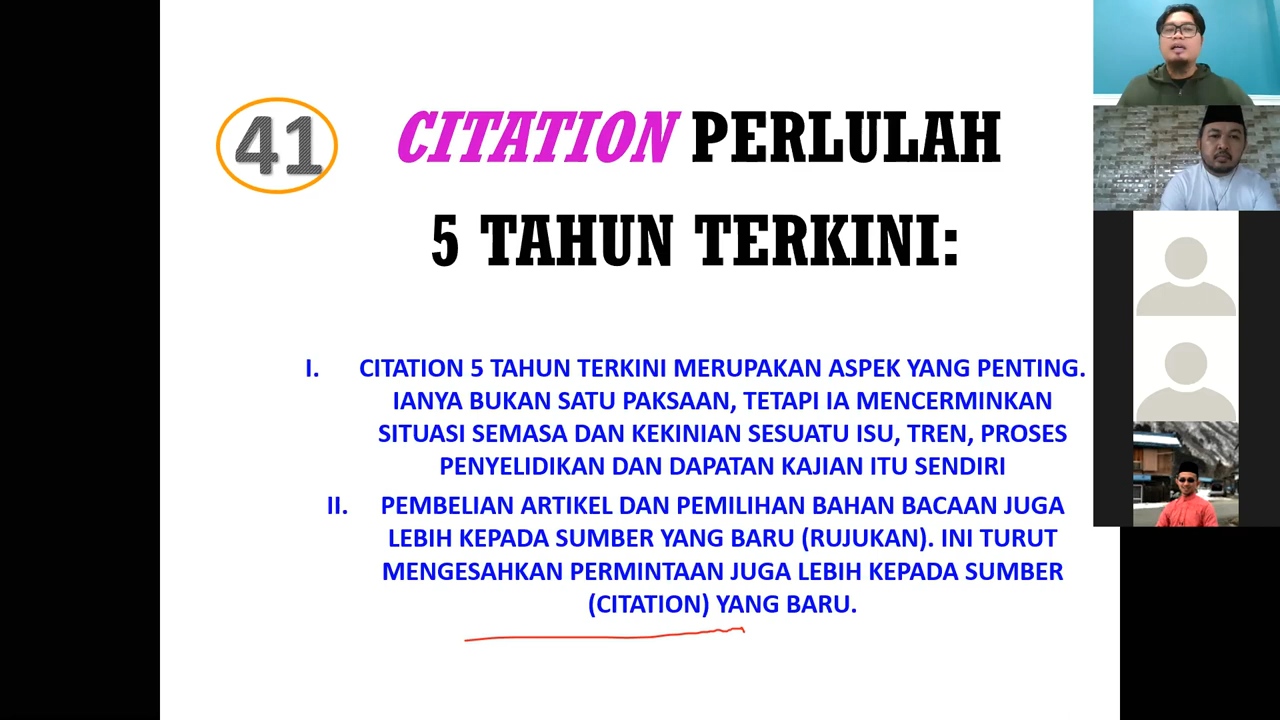 41
CITATION PERLULAH
5 TAHUN TERKINI:
I. CITATION 5 TAHUN TERKINI MERUPAKAN ASPEK YANG PENTING.
IANYA BUKAN SATU PAKSAAN, TETAPI IA MENCERMINKAN
SITUASI SEMASA DAN KEKINIAN SESUATU ISU, TREN, PROSES
PENYELIDIKAN DAN DAPATAN KAJIAN ITU SENDIRI
II. PEMBELIAN ARTIKEL DAN PEMILIHAN BAHAN BACAAN JUGA
LEBIH KEPADA SUMBER YANG BARU (RUJUKAN). INI TURUT
MENGESAHKAN PERMINTAAN JUGA LEBIH KEPADA SUMBER
(CITATION) YANG BARU.